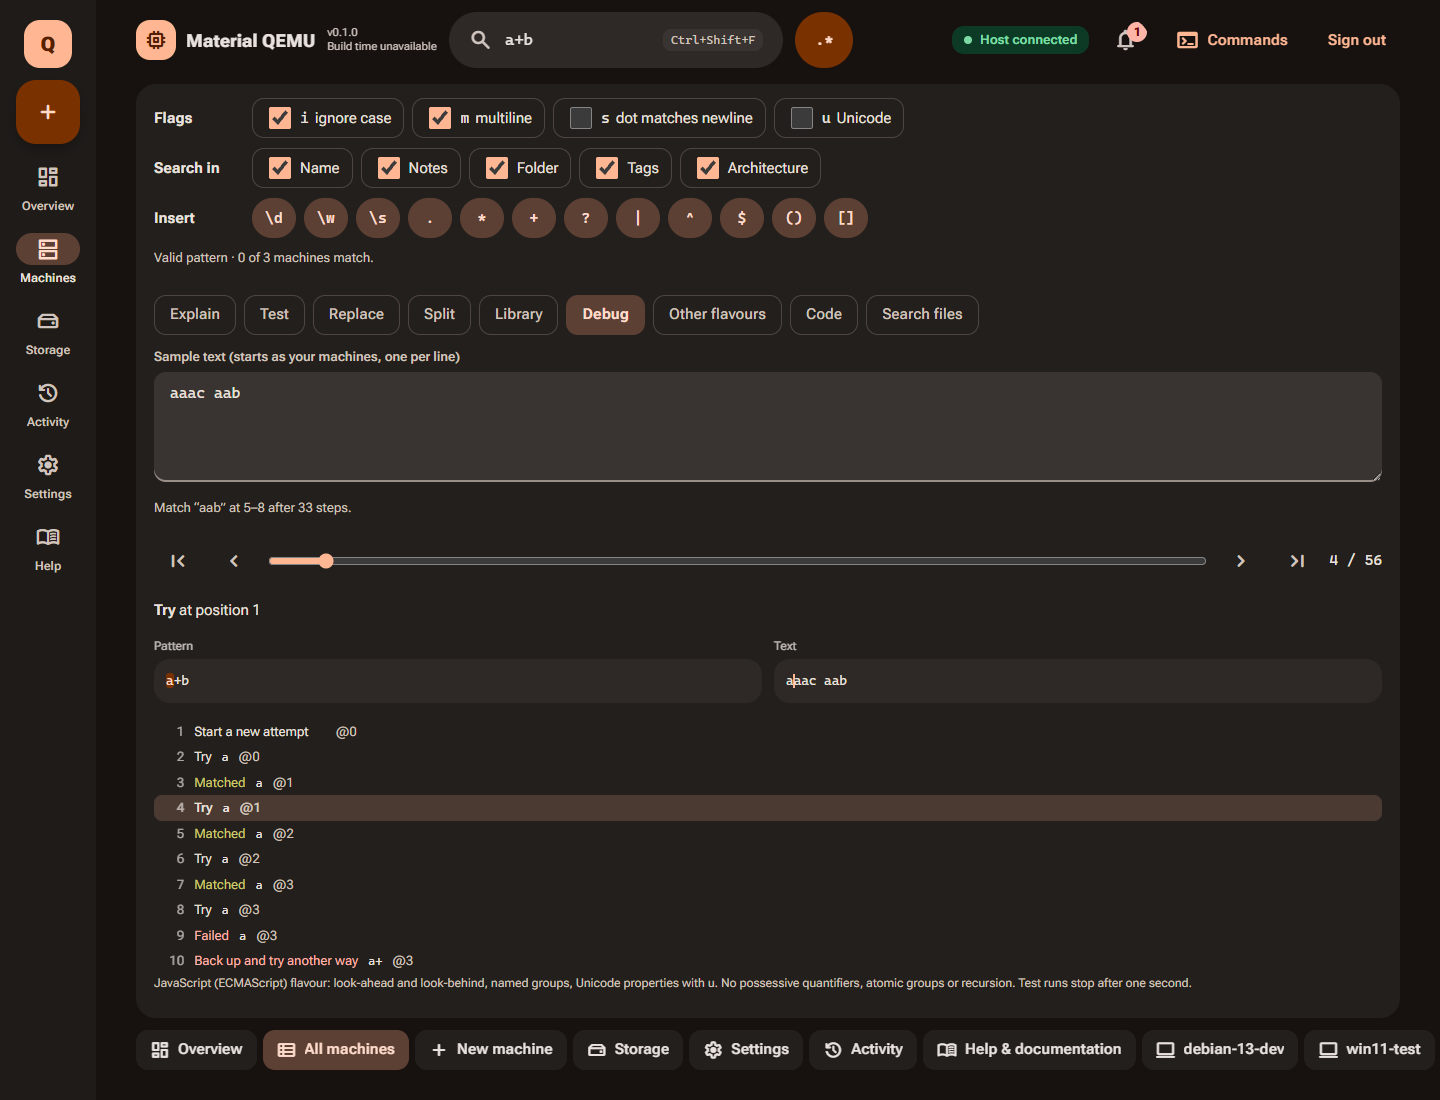 Q
Material QEMU
v0.1.0
Build time unavailable
a+b
Ctrl+Shift+F
.*
Host connected
1
Commands
Sign out
+
Overview
Machines
Storage
Activity
Settings
Help
Flags
i ignore case
m multiline
s dot matches newline
u Unicode
Search in
Name
Notes
Folder
Tags
Architecture
Insert
\d
\w
\s
.
*
+
?
|
^
$
()
[]
Valid pattern · 0 of 3 machines match.
Explain
Test
Replace
Split
Library
Debug
Other flavours
Code
Search files
Sample text (starts as your machines, one per line)
aaac aab
Match “aab” at 5–8 after 33 steps.
4 / 56
Try at position 1
Pattern
Text
a+b
aaac aab
1 Start a new attempt @0
2 Try a @0
3 Matched a @1
4 Try a @1
5 Matched a @2
6 Try a @2
7 Matched a @3
8 Try a @3
9 Failed a @3
10 Back up and try another way a+ @3
JavaScript (ECMAScript) flavour: look-ahead and look-behind, named groups, Unicode properties with u. No possessive quantifiers, atomic groups or recursion. Test runs stop after one second.
Overview
All machines
New machine
Storage
Settings
Activity
Help & documentation
debian-13-dev
win11-test